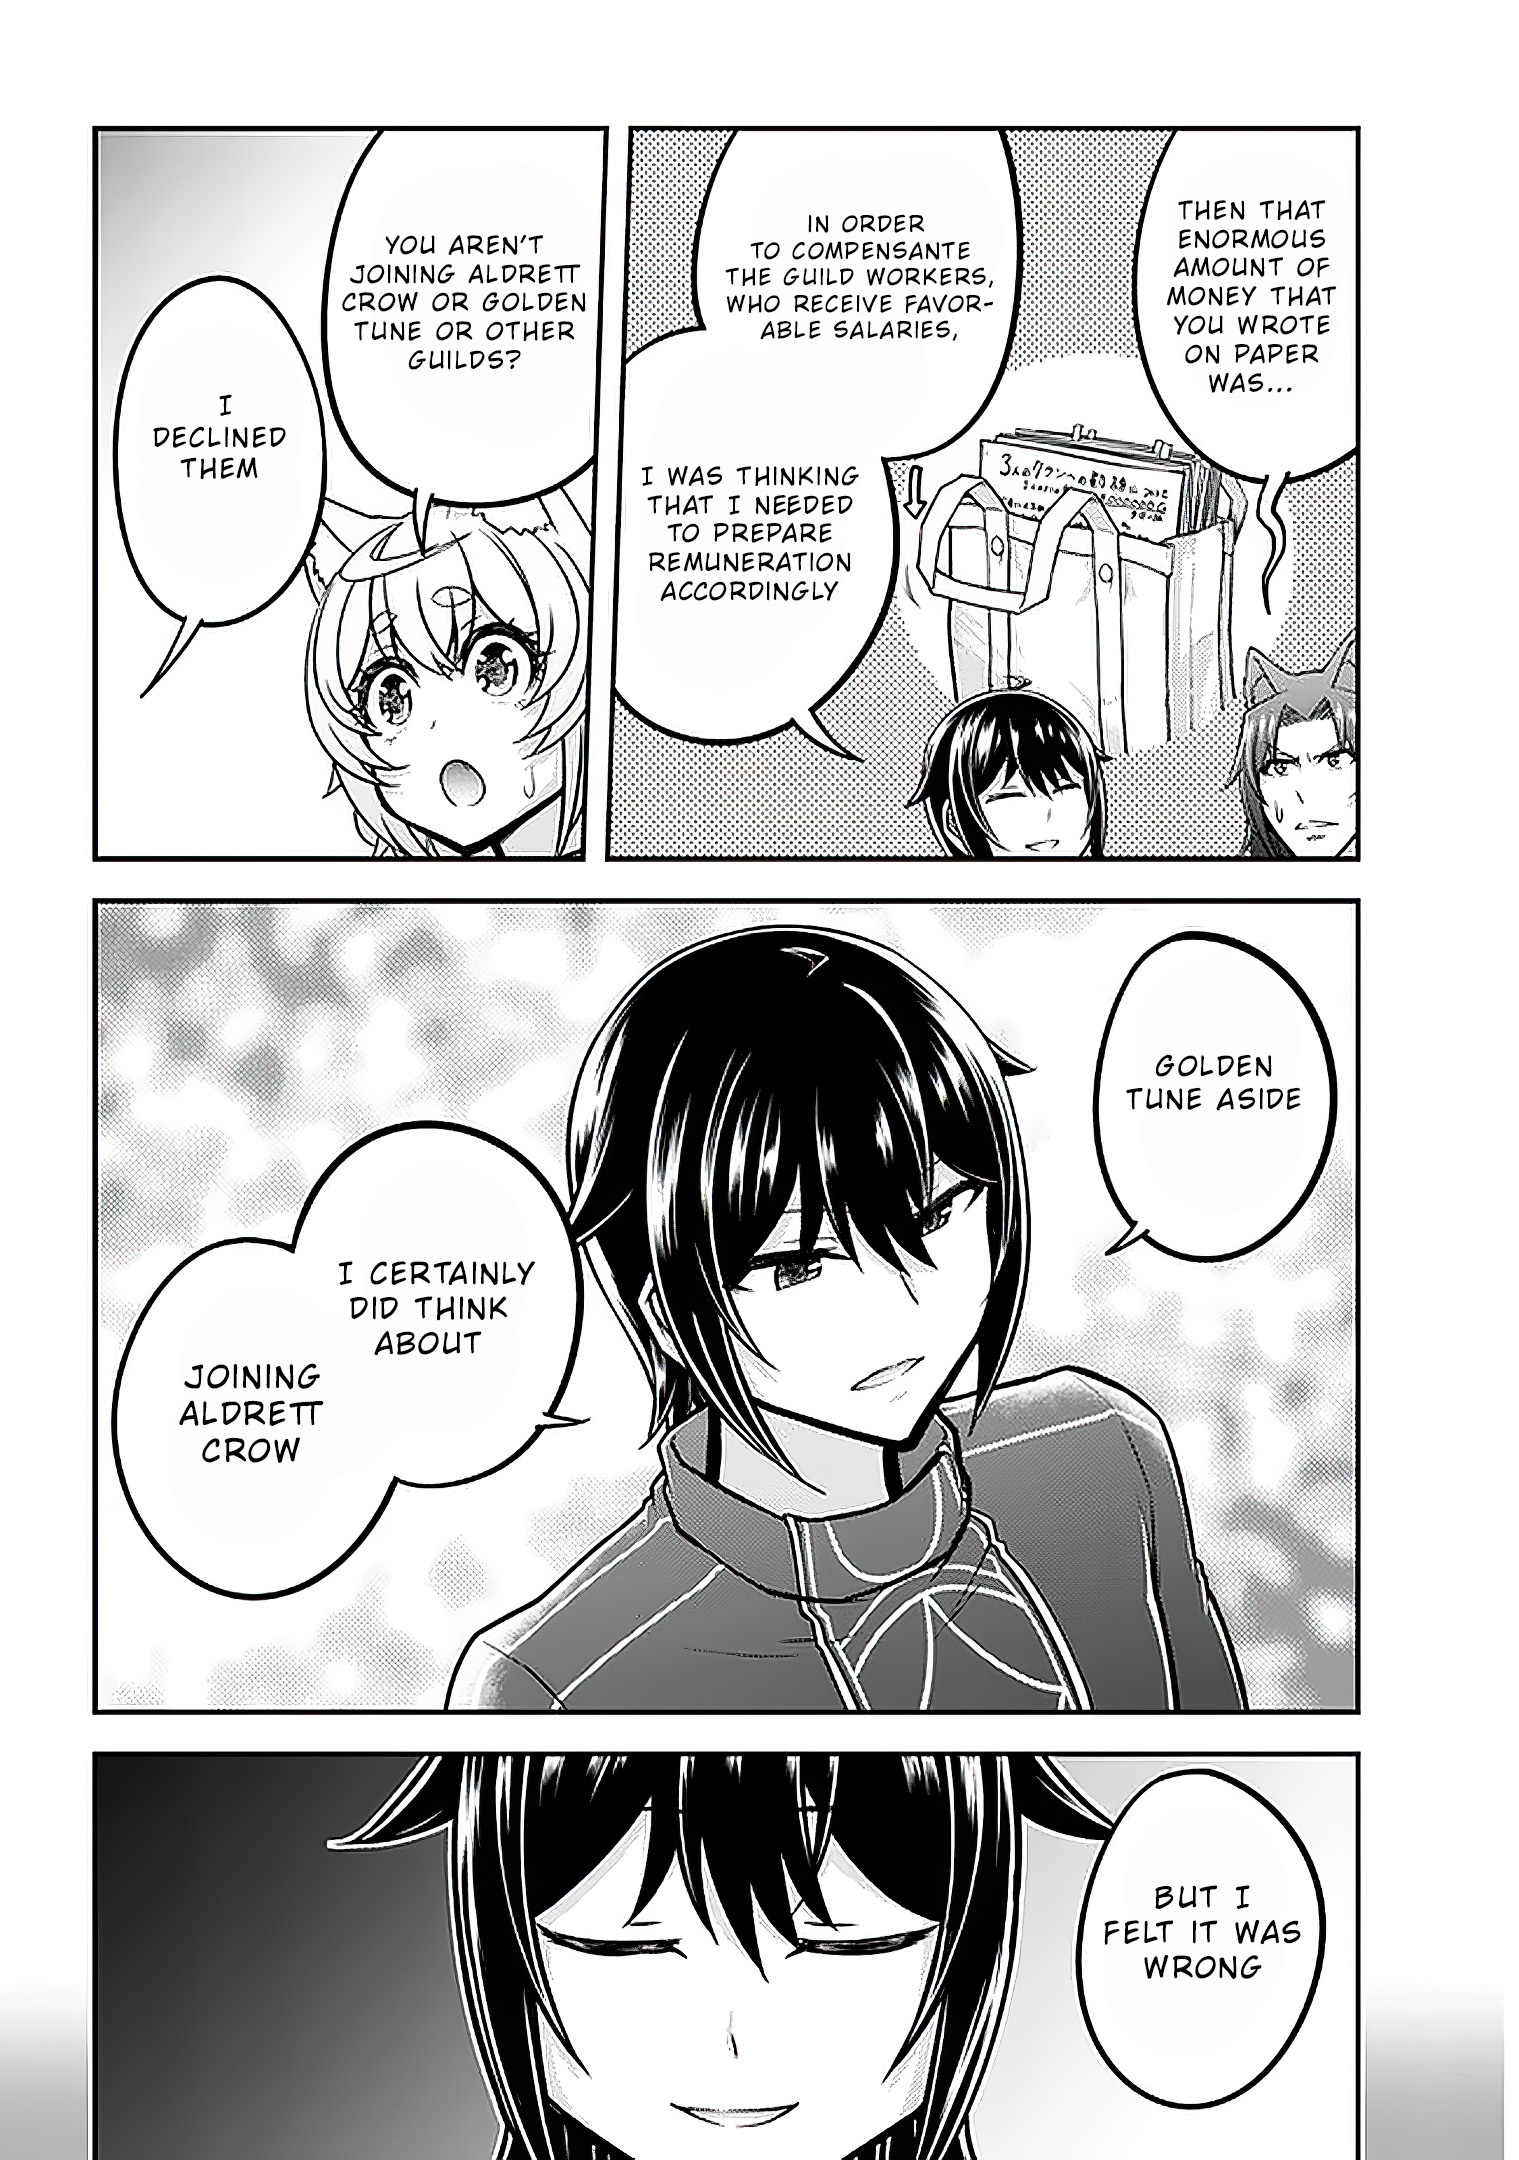 THEN THAT
ENORMOUS
AMOUNT OF
MONEY THAT
YOU WROTE
ON PAPER
WAS...
IN ORDER
TO COMPENSANTE
THE GUILD WORKERS,
WHO RECEIVE FAVOR-
ABLE SALARIES,
I WAS THINKING
THAT I NEEDED
TO PREPARE
REMUNERATION
ACCORDINGLY
YOU AREN'T
JOINING ALDRETT
CROW OR GOLDEN
TUNE OR OTHER
GUILDS?
I
DECLINED
THEM
GOLDEN
TUNE ASIDE
I CERTAINLY
DID THINK
ABOUT
JOINING
ALDRETT
CROW
BUT I
FELT IT WAS
WRONG